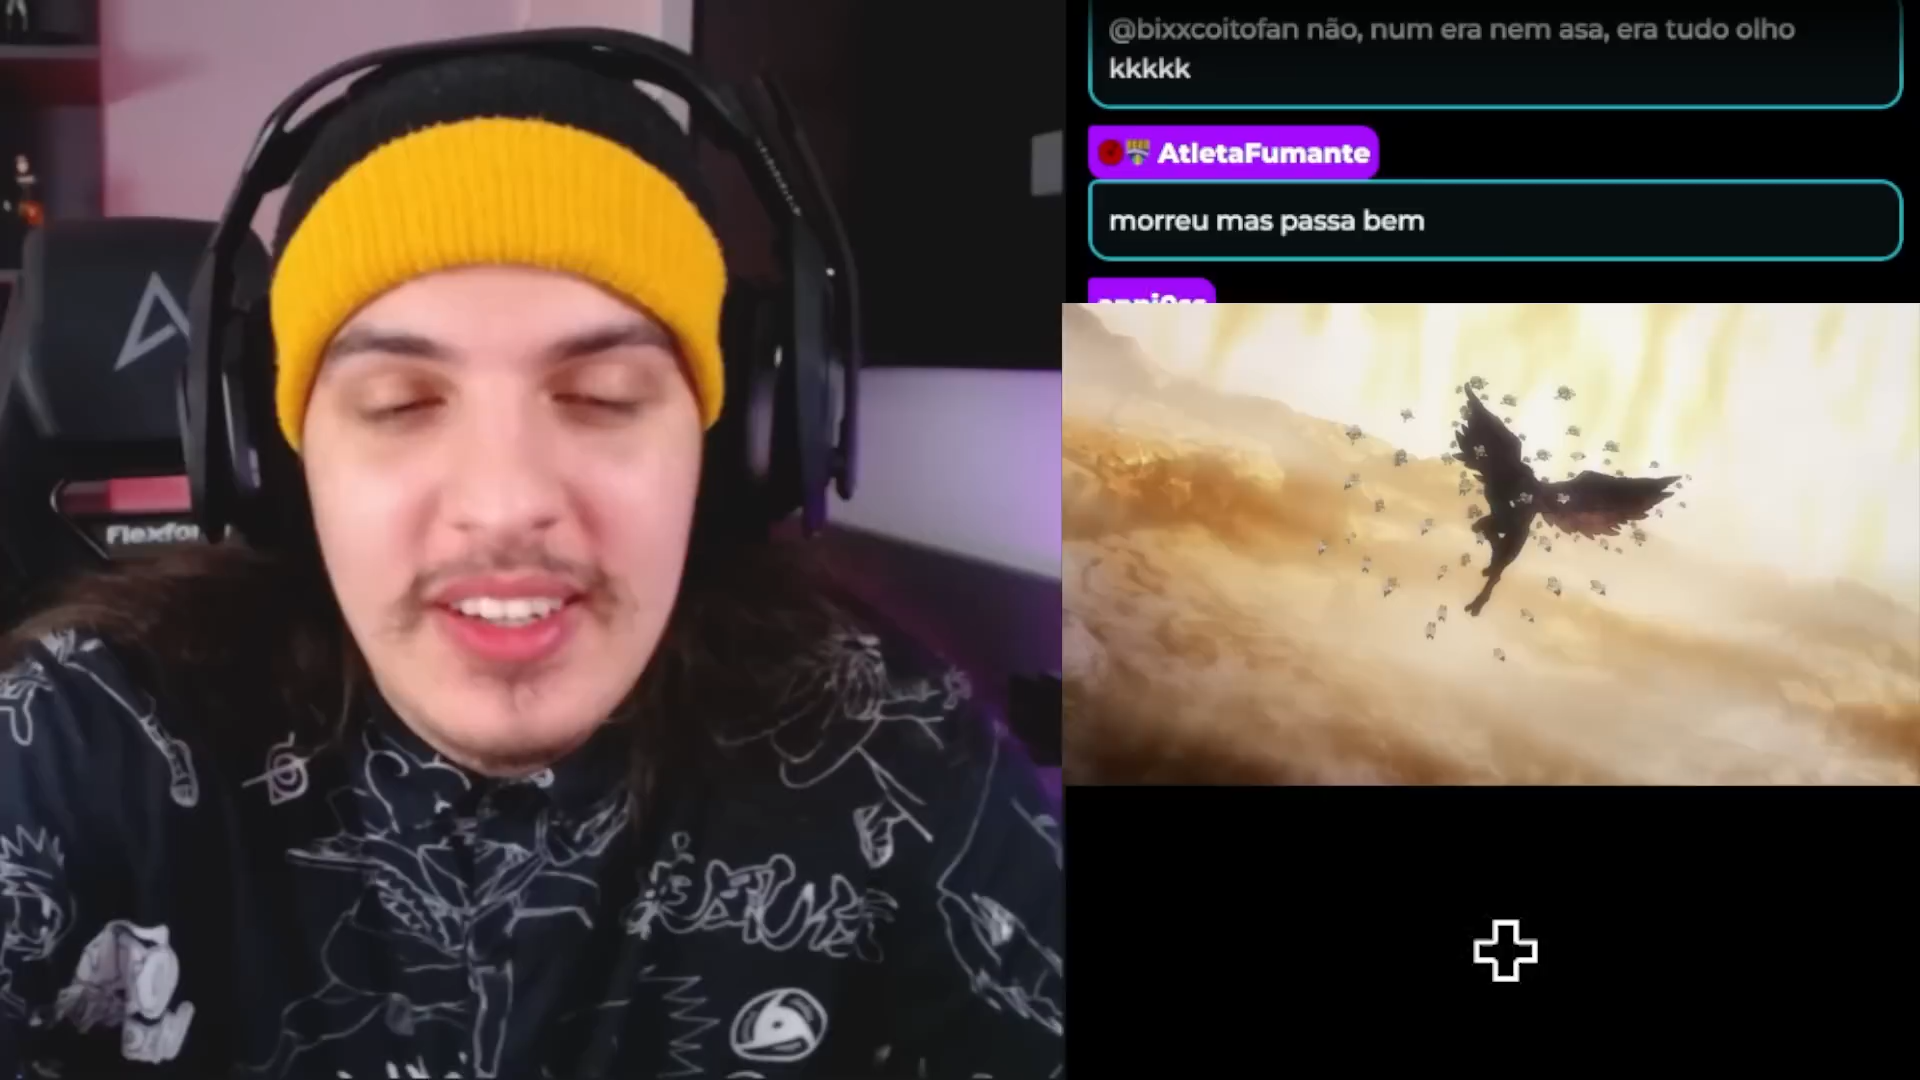 @bixxcoitofan não, num era nem asa, era tudo olho
kkkkk
AtletaFumante
morreu mas passa bem